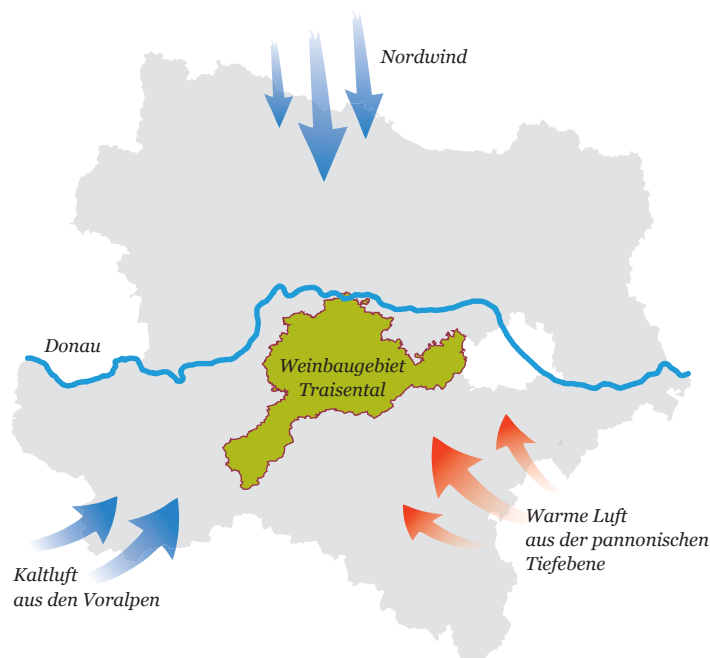 Nordwind
Donau
Weinbaugebiet
Traisental
Warme Luft
aus der pannonischen
Tiefebene
Kaltluft
aus den Voralpen